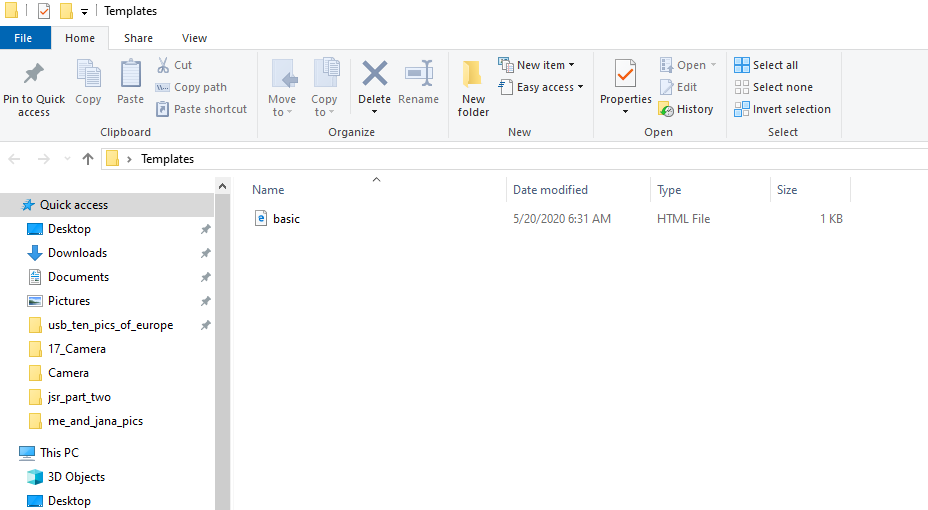 Templates
File Home Share View
Pin to Quick access
Copy
Paste
Cut
Copy path
Paste shortcut
Clipboard
Move to
Copy to
Delete
Rename
Organize
New folder
New item
Easy access
New
Properties
Open
Edit
History
Open
Select all
Select none
Invert selection
Select
Templates
Name Date modified Type Size
basic 5/20/2020 6:31 AM HTML File 1 KB
Quick access
Desktop
Downloads
Documents
Pictures
usb_ten_pics_of_europe
17_Camera
Camera
jsr_part_two
me_and_jana_pics
This PC
3D Objects
Desktop